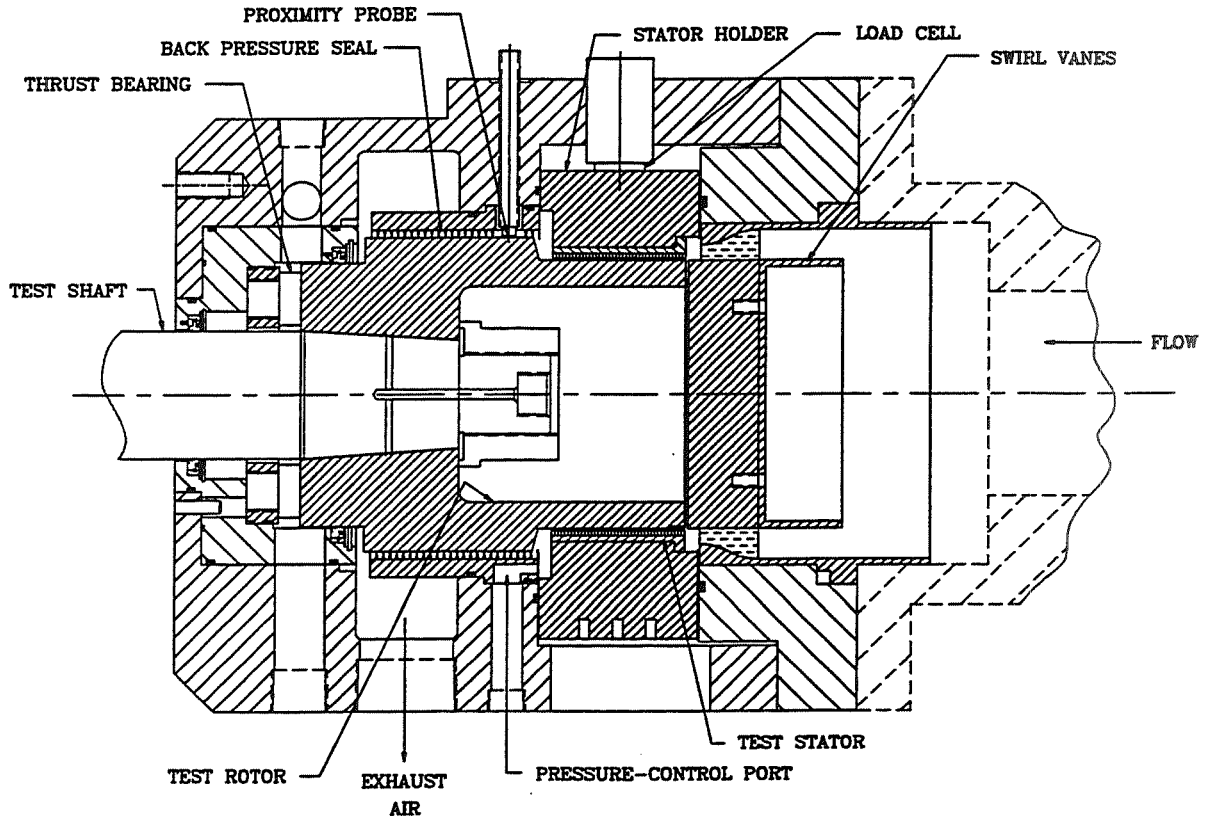 PROXIMITY PROBE
BACK PRESSURE SEAL
STATOR HOLDER
LOAD CELL
SWIRL VANES
THRUST BEARING
TEST SHAFT
FLOW
TEST STATOR
TEST ROTOR
PRESSURE-CONTROL PORT
EXHAUST
AIR